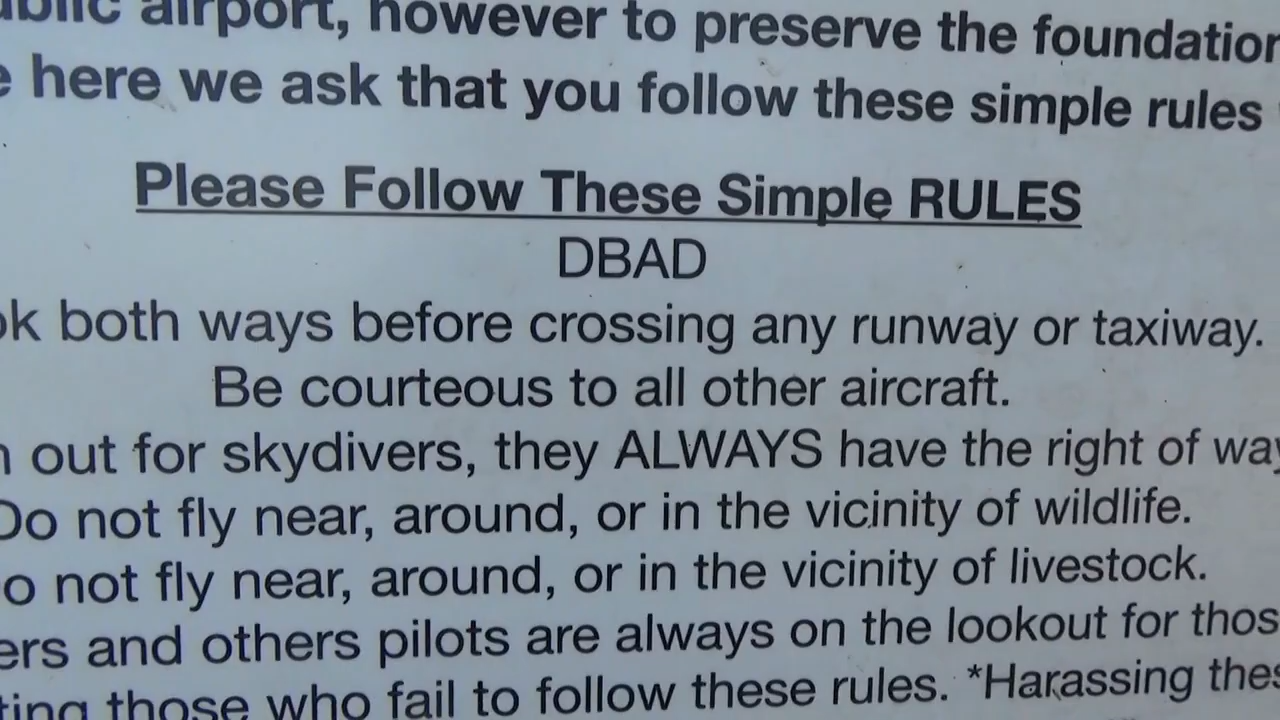 airport, however to preserve the foundation
here we ask that you follow these simple rules
Please Follow These Simple RULES
DBAD
both ways before crossing any runway or taxiway.
Be courteous to all other aircraft.
out for skydivers, they ALWAYS have the right of way
Do not fly near, around, or in the vicinity of wildlife.
o not fly near, around, or in the vicinity of livestock.
ers and others pilots are always on the lookout for thos
ting those who fail to follow these rules. *Harassing thes